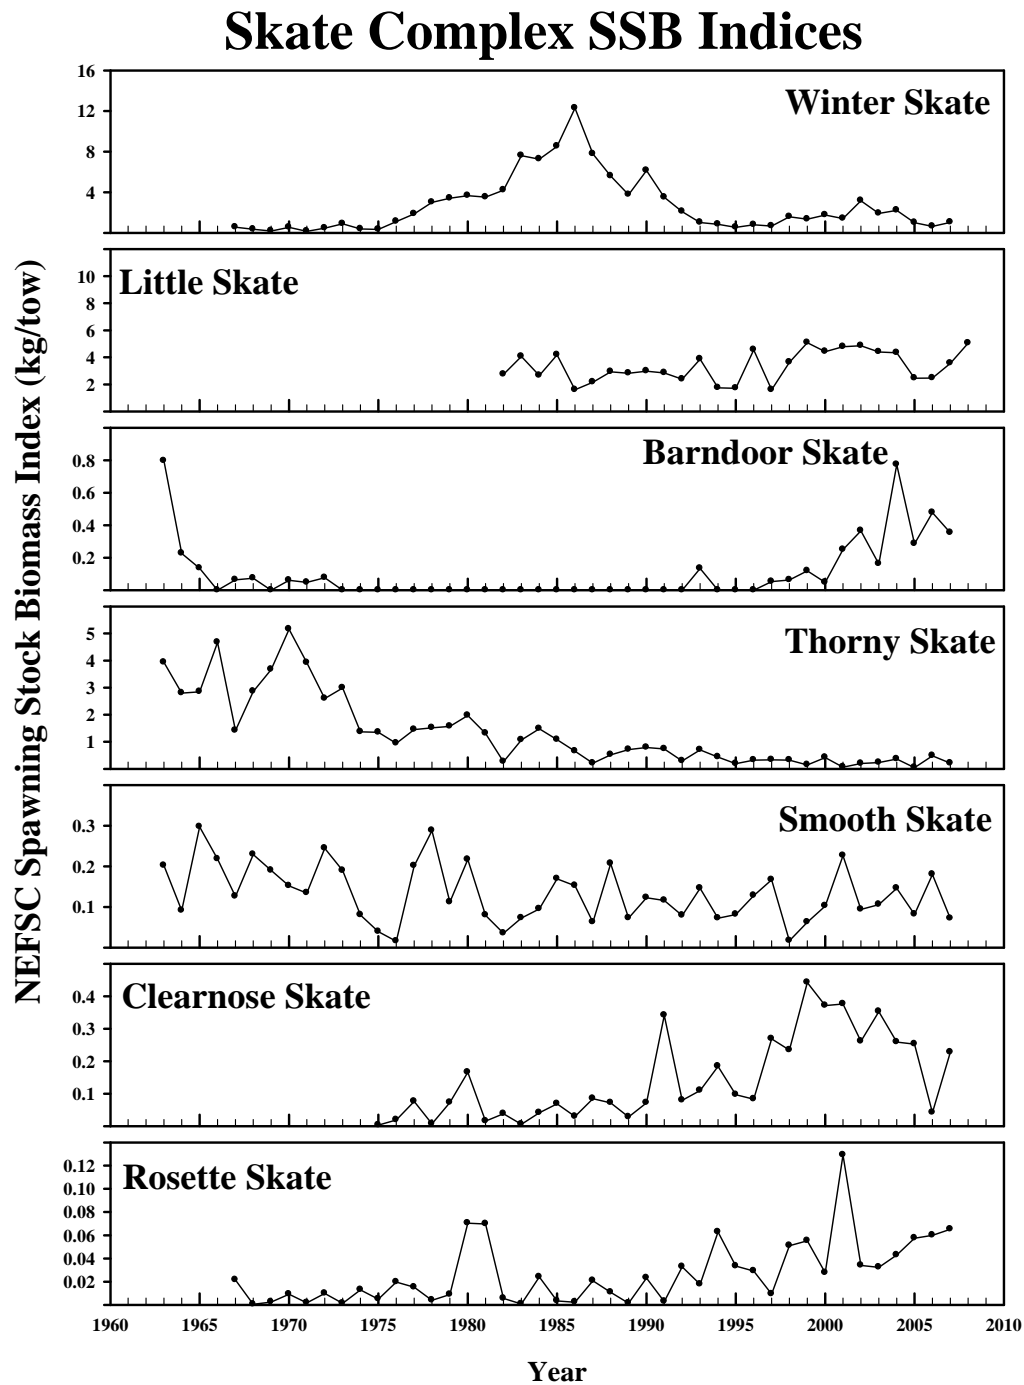 Skate Complex SSB Indices
NEFSC Spawning Stock Biomass Index (kg/tow)
16
12
8
4
Winter Skate
10
8
6
4
2
Little Skate
0.8
0.6
0.4
0.2
Barndoor Skate
5
4
3
2
1
Thorny Skate
0.3
0.2
0.1
Smooth Skate
0.4
0.3
0.2
0.1
Clearnose Skate
0.12
0.10
0.08
0.06
0.04
0.02
Rosette Skate
1960 1965 1970 1975 1980 1985 1990 1995 2000 2005 2010
Year